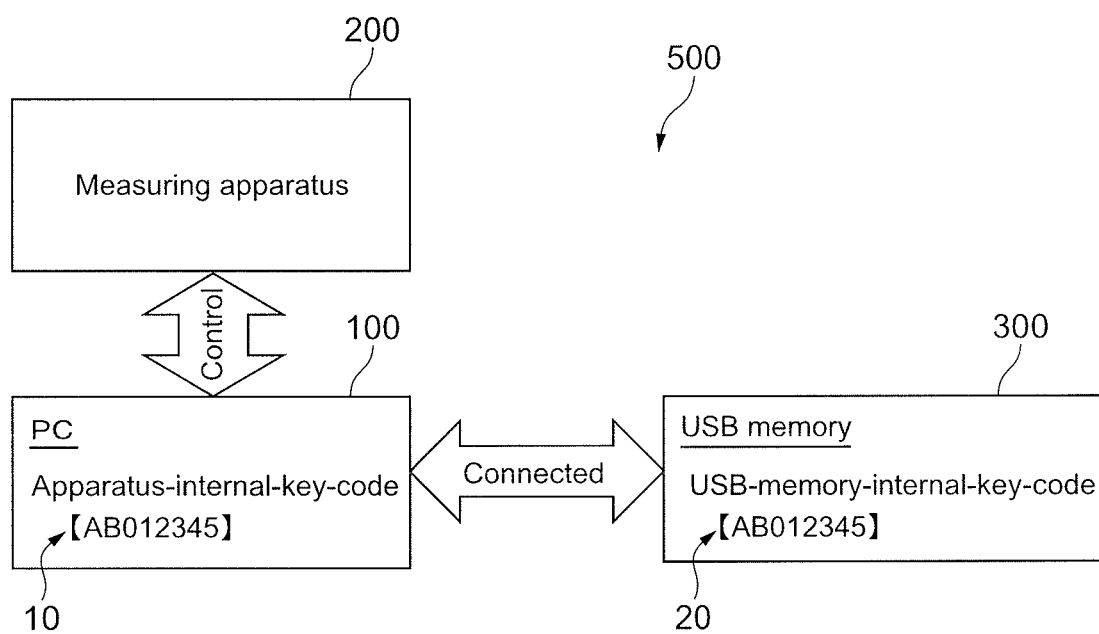 200
500
Measuring apparatus
Control
100
300
PC
Apparatus-internal-key-code
【AB012345】
10
Connected
USB memory
USB-memory-internal-key-code
【AB012345】
20